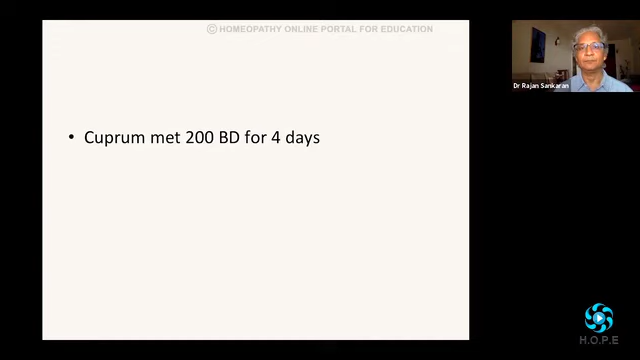 © HOMEOPATHY ONLINE PORTAL FOR EDUCATION
Dr Rajan Sankaran
• Cuprum met 200 BD for 4 days
H.O.P.E